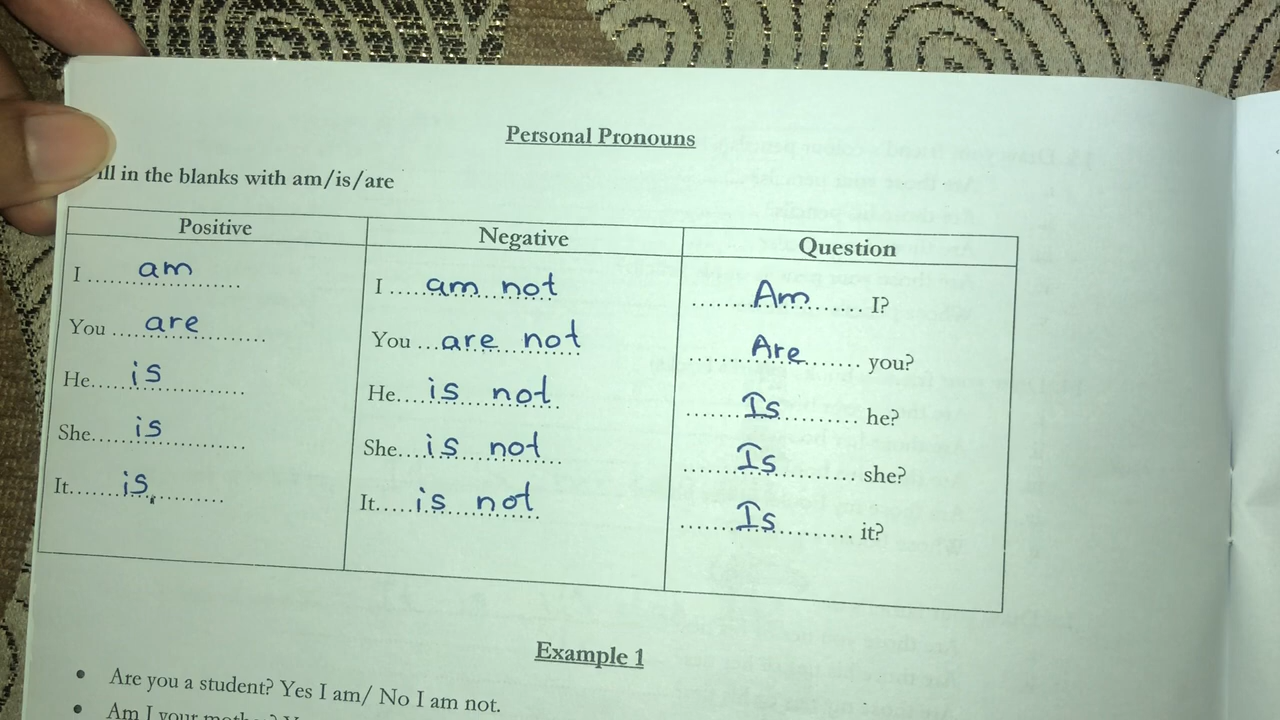 Personal Pronouns
ill in the blanks with am/is/are
Positive Negative Question
I ...... am ............ I ..... am not Am ........ I?
You .... are ............ You ... are not Are ....... you?
He..... is ............ He.... is not Is ......... he?
She..... is ............ She.... is not Is ......... she?
It....... is ............ It..... is not Is ......... it?
Example 1
• Are you a student? Yes I am/ No I am not.
• Am I your